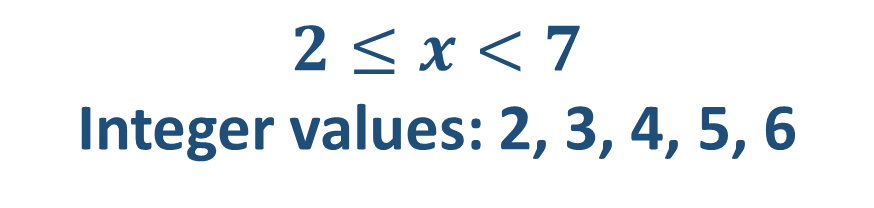 2 ≤ x < 7
Integer values: 2, 3, 4, 5, 6